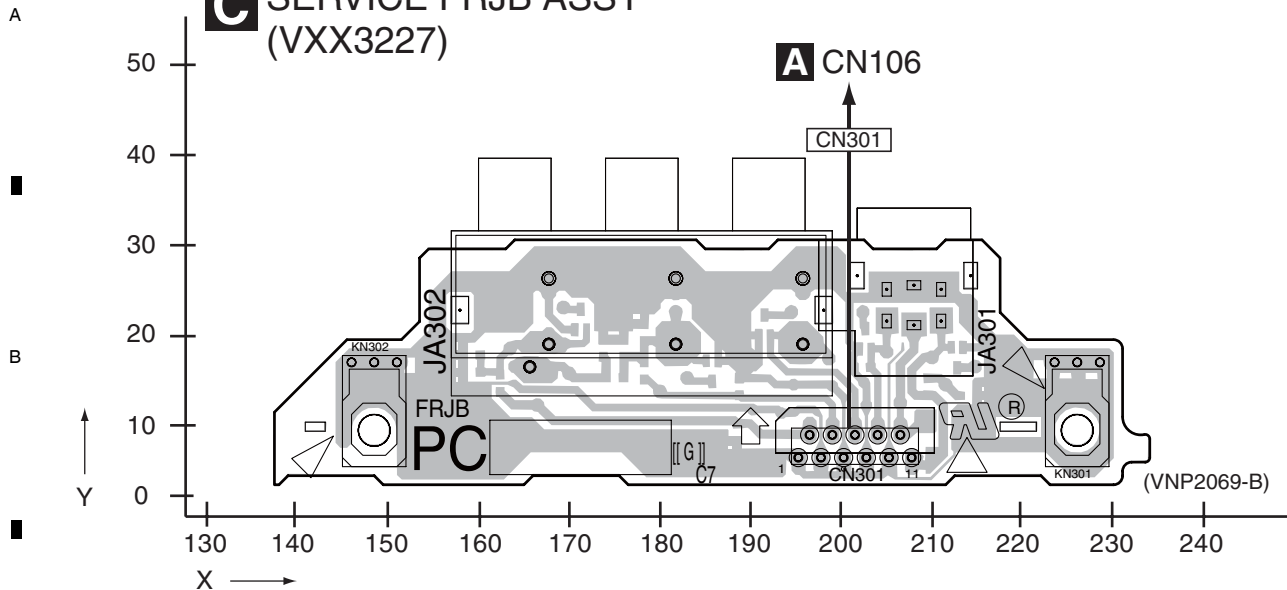 A
C SERVICE FRJB ASSY
(VXX3227)
A CN106
50
CN301
40
30
JA302
JA301
20
KN302
B
FRJB
10
PC
R
[[ G ]]
1
11
C7
CN301
KN301
(VNP2069-B)
Y
0
130 140 150 160 170 180 190 200 210 220 230 240
X